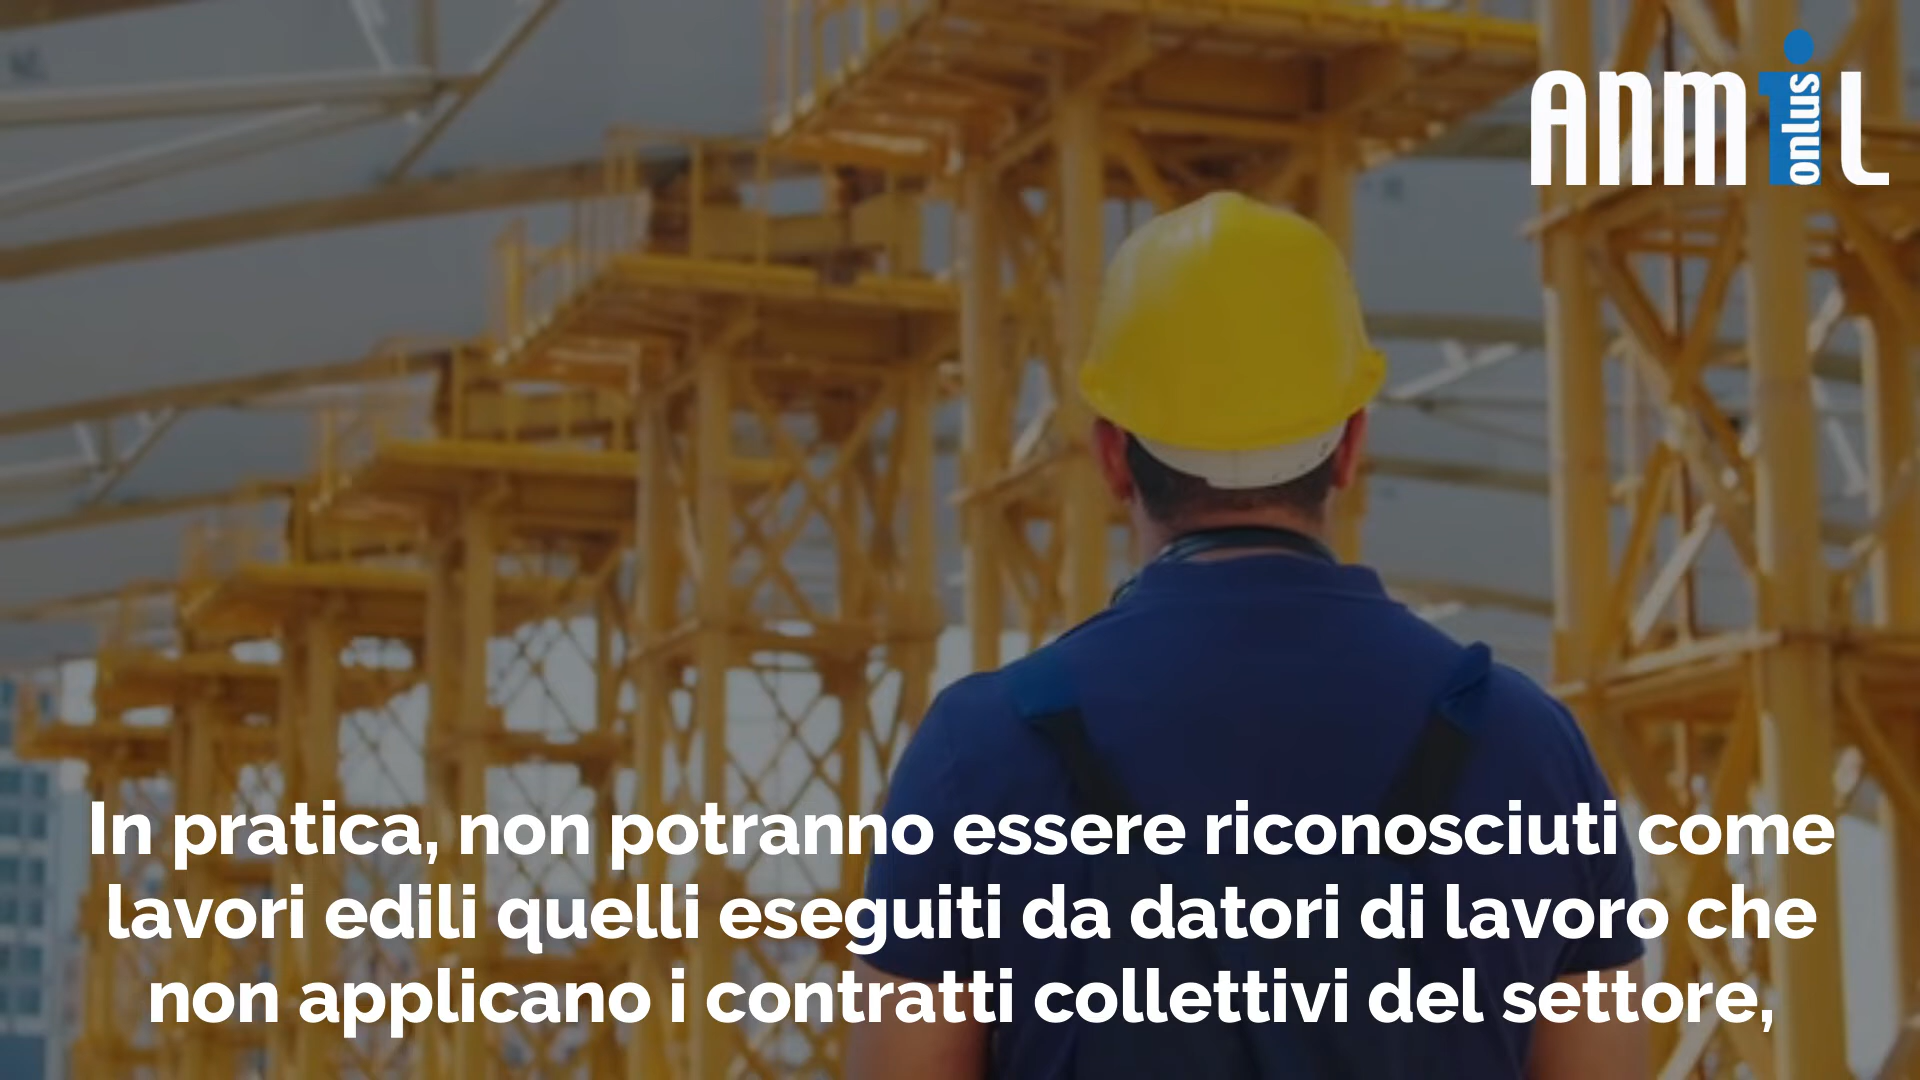 ANMIL
onlus
In pratica, non potranno essere riconosciuti come
lavori edili quelli eseguiti da datori di lavoro che
non applicano i contratti collettivi del settore,